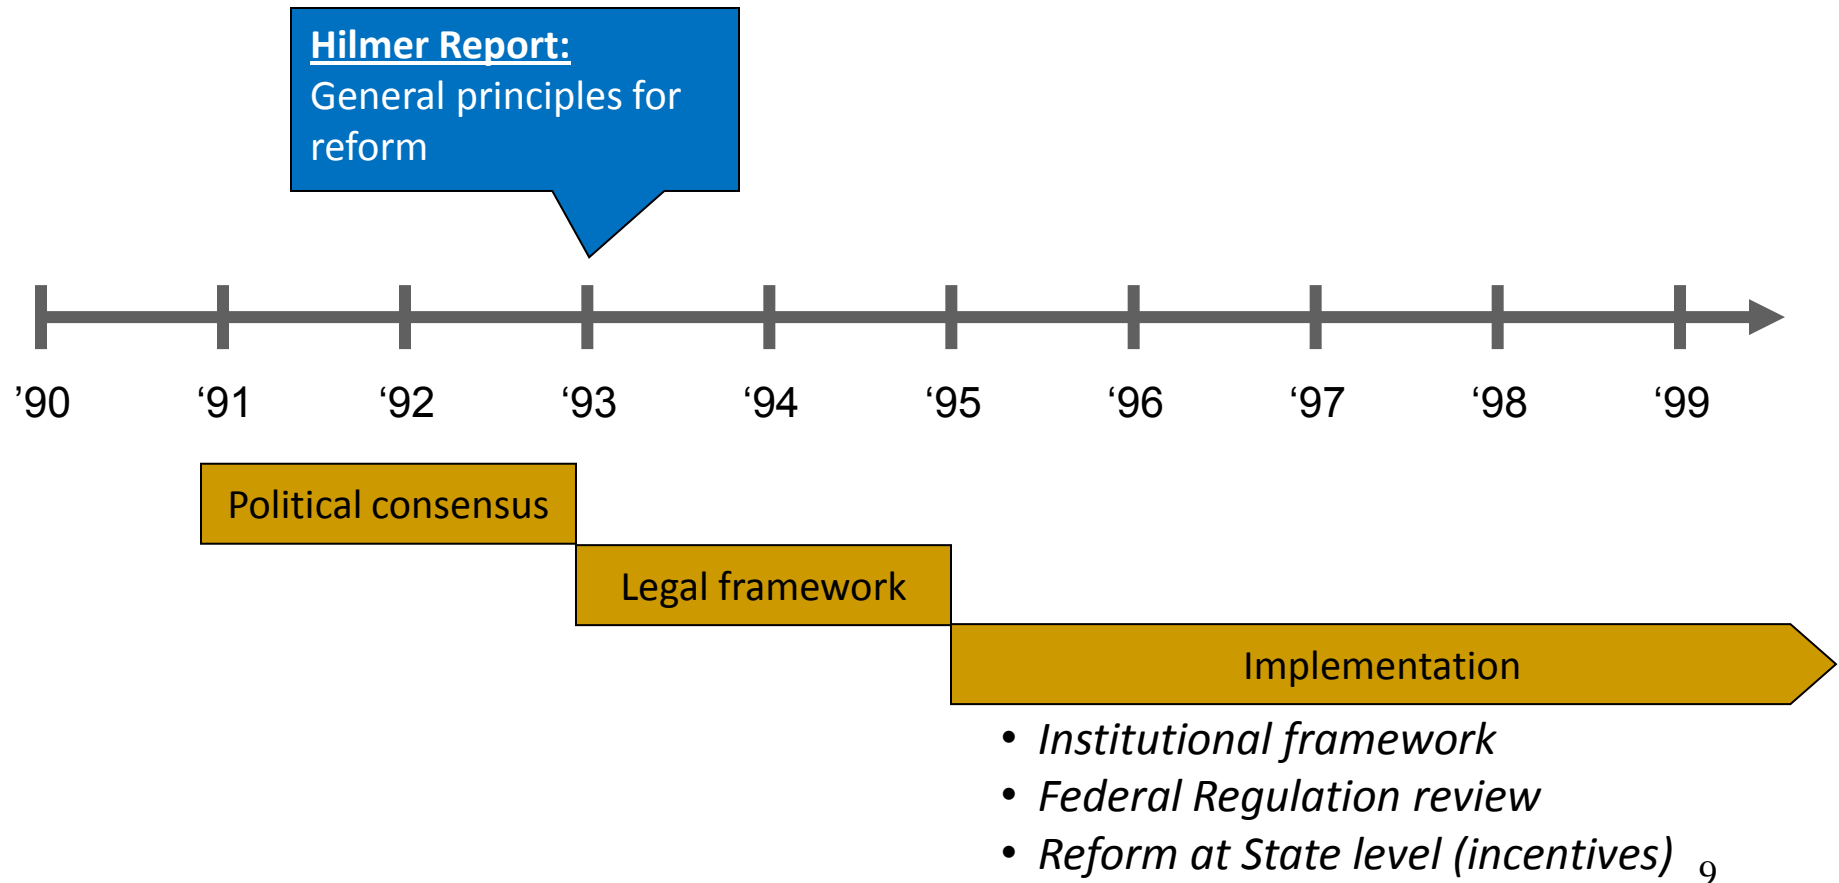 Hilmer Report:
General principles for
reform
’90 ‘91 ‘92 ‘93 ‘94 ‘95 ‘96 ‘97 ‘98 ‘99
Political consensus
Legal framework
Implementation
• Institutional framework
• Federal Regulation review
• Reform at State level (incentives)
9